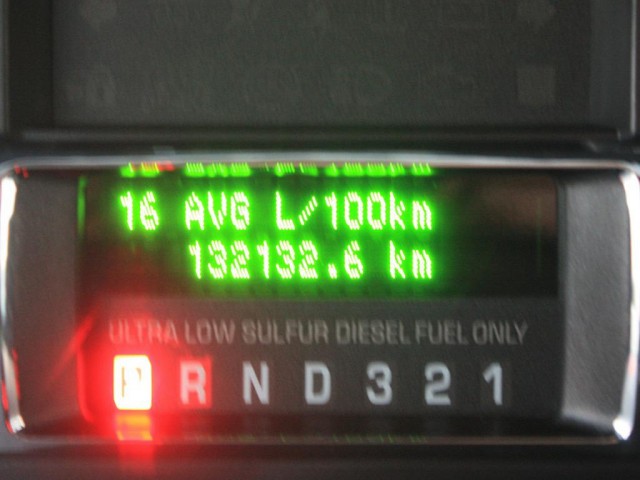 16 AVG L/100km
132132.6 km
ULTRA LOW SULFUR DIESEL FUEL ONLY
P R N D 3 2 1